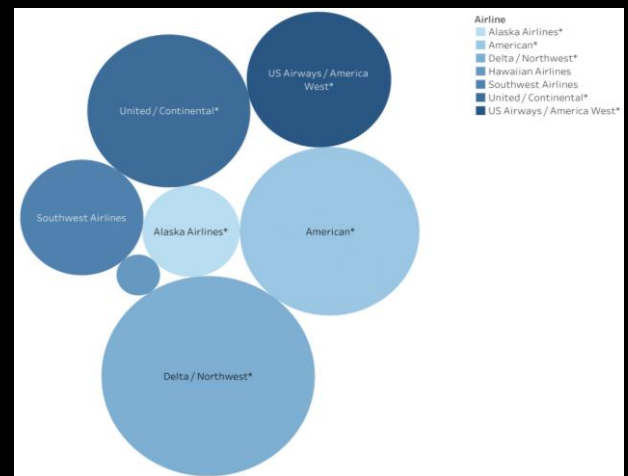 US Airways / America
West*
United / Continental*
Southwest Airlines
Alaska Airlines*
American*
Delta / Northwest*
Airline
Alaska Airlines*
American*
Delta / Northwest*
Hawaiian Airlines
Southwest Airlines
United / Continental*
US Airways / America West*